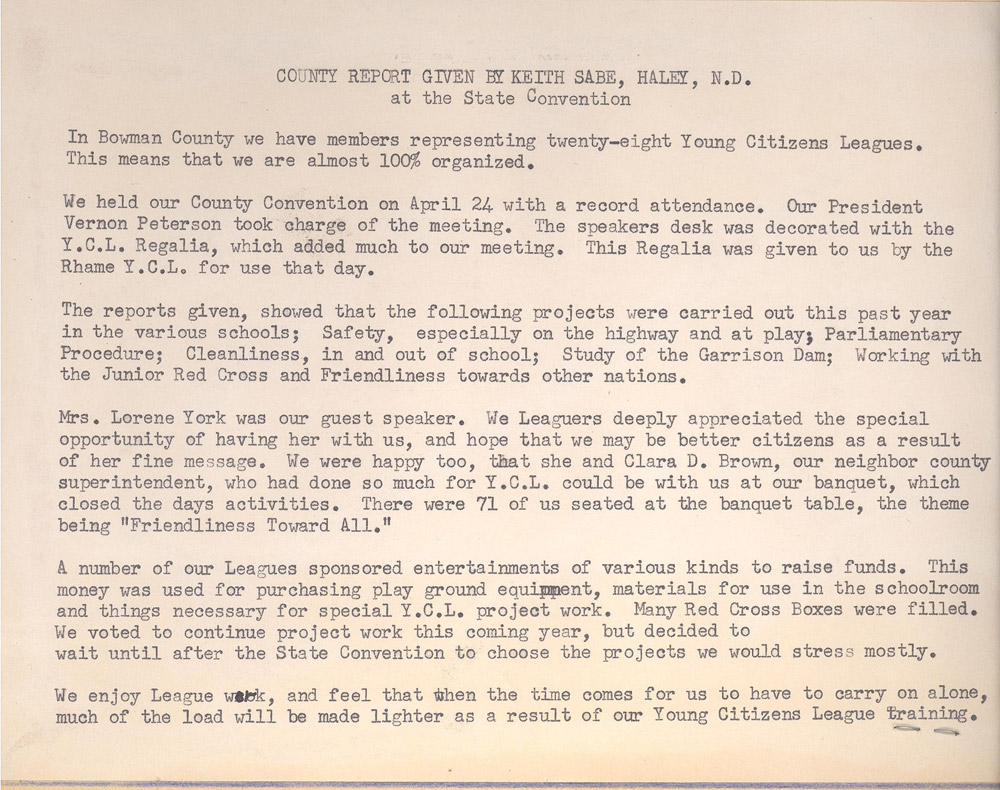 COUNTY REPORT GIVEN BY KEITH SABE, HALEY, N.D.
at the State Convention
In Bowman County we have members representing twenty-eight Young Citizens Leagues.
This means that we are almost 100% organized.
We held our County Convention on April 24 with a record attendance.  Our President
Vernon Peterson took charge of the meeting.  The speakers desk was decorated with the
Y.C.L. Regalia, which added much to our meeting.  This Regalia was given to us by the
Rhame Y.C.L. for use that day.
The reports given, showed that the following projects were carried out this past year
in the various schools;  Safety,  especially on the highway and at play; Parliamentary
Procedure;  Cleanliness, in and out of school;  Study of the Garrison Dam;  Working with
the Junior Red Cross and Friendliness towards other nations.
Mrs. Lorene York was our guest speaker.  We Leaguers deeply appreciated the special
opportunity of having her with us, and hope that we may be better citizens as a result
of her fine message.  We were happy too, that she and Clara D. Brown, our neighbor county
superintendent, who had done so much for Y.C.L. could be with us at our banquet, which
closed the days activities.  There were 71 of us seated at the banquet table, the theme
being "Friendliness Toward All."
A number of our Leagues sponsored entertainments of various kinds to raise funds.  This
money was used for purchasing play ground equipment, materials for use in the schoolroom
and things necessary for special Y.C.L. project work.  Many Red Cross Boxes were filled.
We voted to continue project work this coming year, but decided to
wait until after the State Convention to choose the projects we would stress mostly.
We enjoy League work, and feel that when the time comes for us to have to carry on alone,
much of the load will be made lighter as a result of our Young Citizens League training.